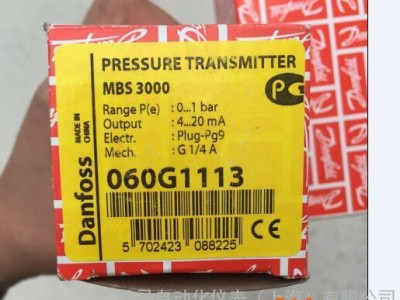 PRESSURE TRANSMITTER
MBS 3000
Range P(e) : 0...1 bar
Output : 4...20 mA
Electr. : Plug-Pg9
Mech. : G 1/4 A
060G1113
5 702423 088225
CE
Danfoss
MADE IN
CHINA